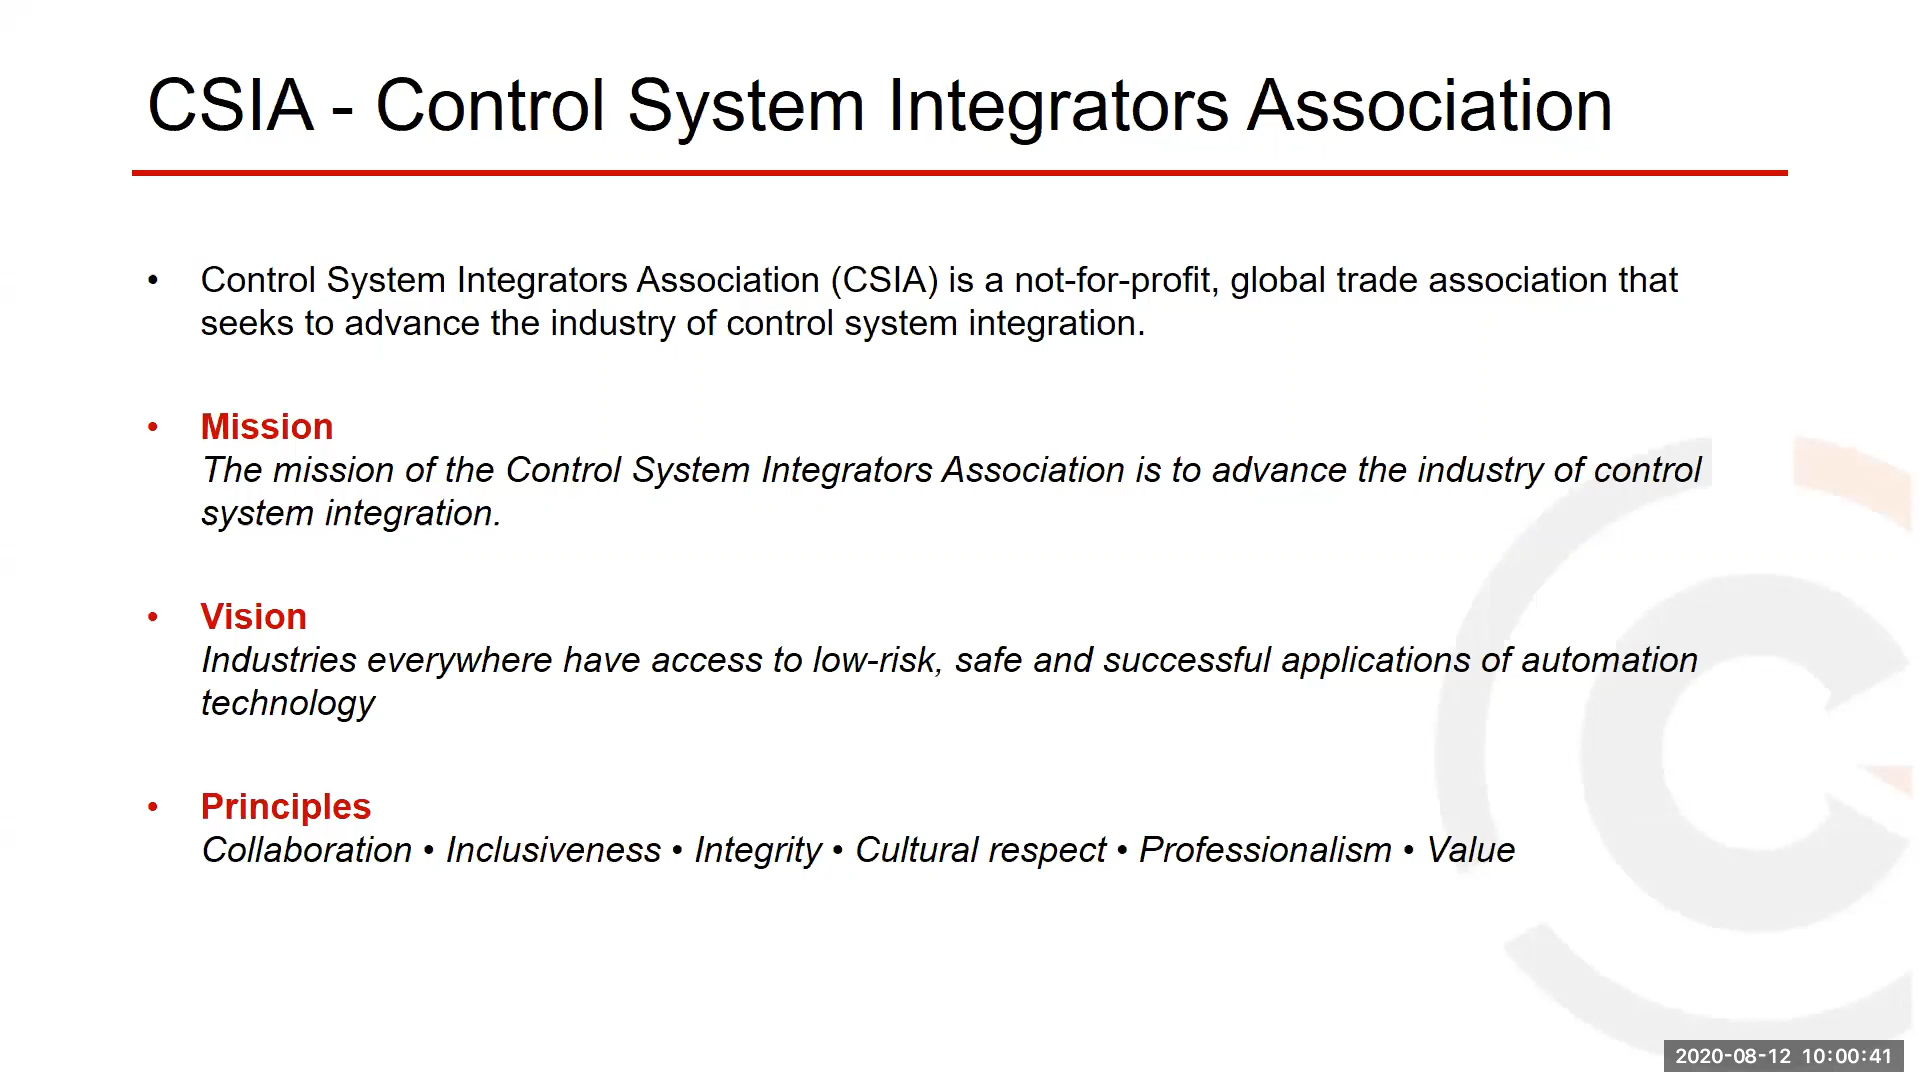 CSIA - Control System Integrators Association
• Control System Integrators Association (CSIA) is a not-for-profit, global trade association that
seeks to advance the industry of control system integration.
• Mission
The mission of the Control System Integrators Association is to advance the industry of control
system integration.
• Vision
Industries everywhere have access to low-risk, safe and successful applications of automation
technology
• Principles
Collaboration • Inclusiveness • Integrity • Cultural respect • Professionalism • Value
2020-08-12 10:00:41